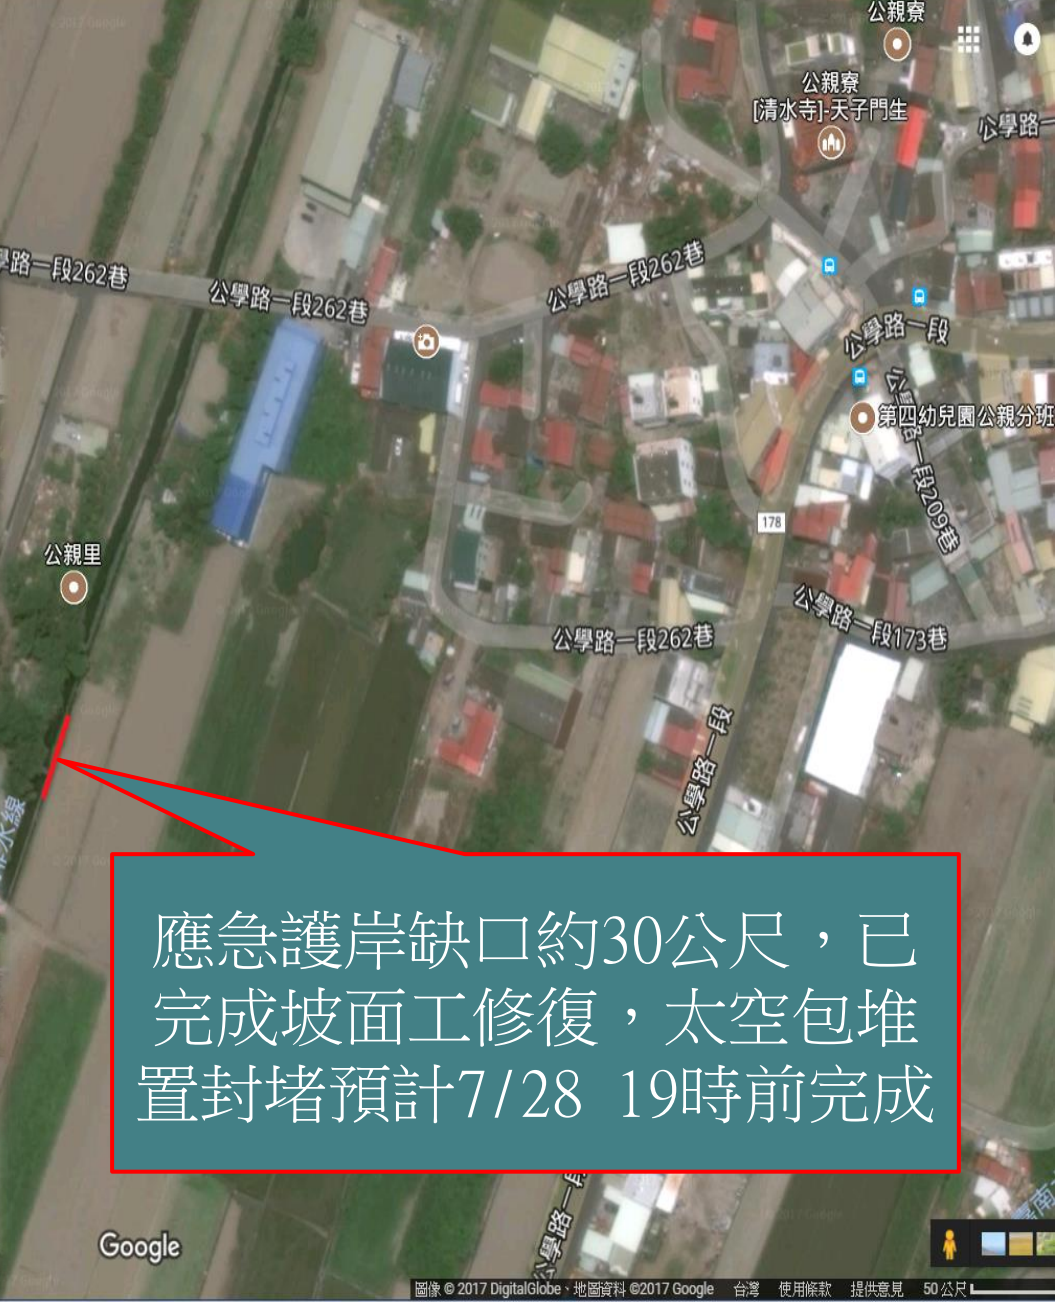 公親寮
公親寮
[清水寺]-天子門生
公學路一
學路一段262巷
公學路一段262巷
公學路一段262巷
公學路一段
公學路一段209巷
第四幼兒園公親分班
178
公親里
公學路一段262巷
公學路一段173巷
公學路一段
水線
應急護岸缺口約30公尺，已
完成坡面工修復，太空包堆
置封堵預計7/28 19時前完成
公學路一段
Google
圖像 © 2017 DigitalGlobe、地圖資料 ©2017 Google 台灣 使用條款 提供意見 50 公尺